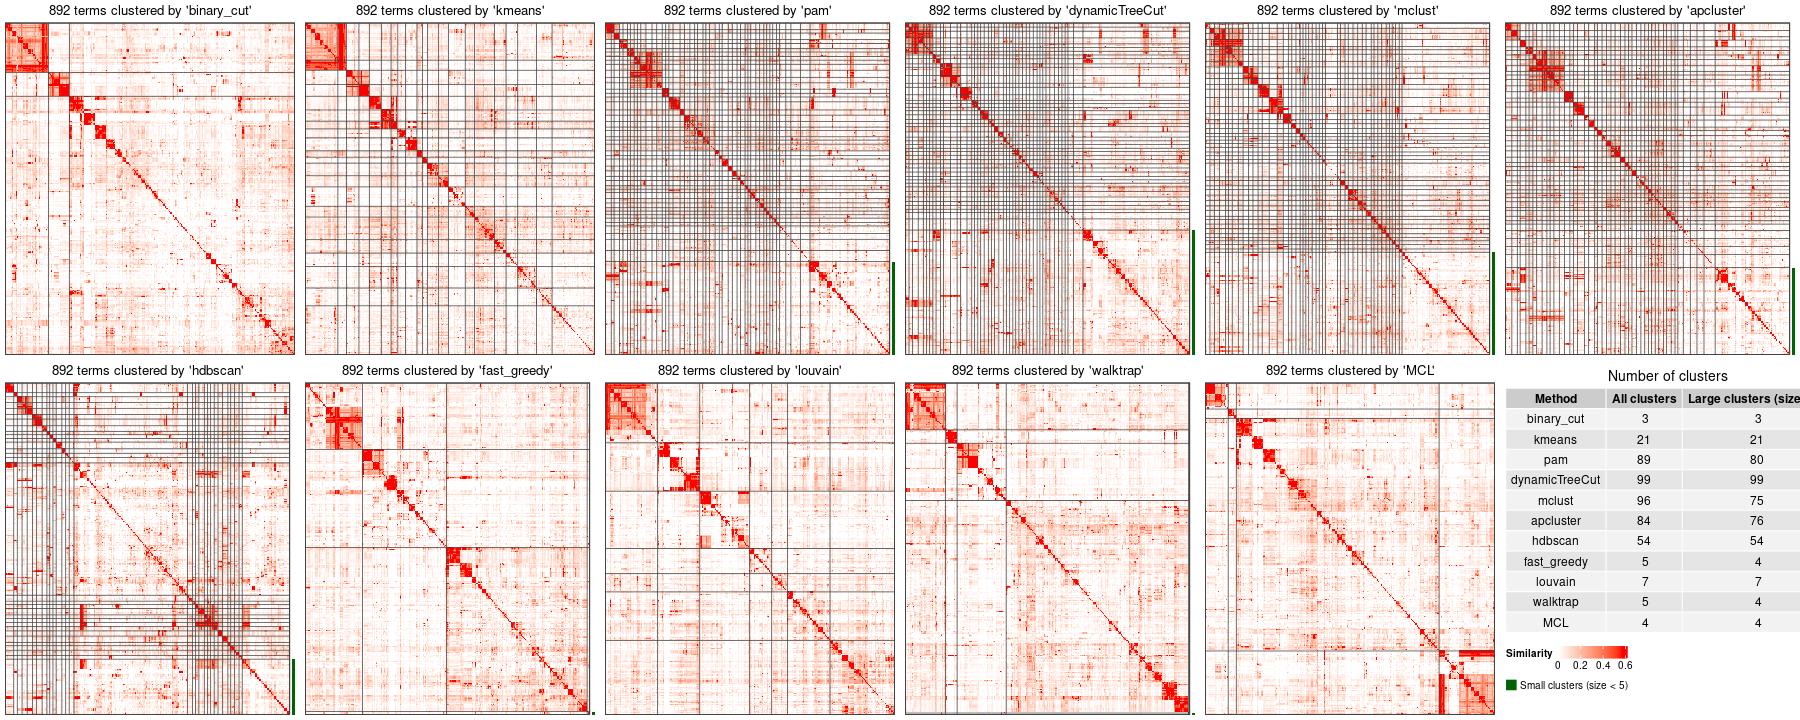 892 terms clustered by 'binary_cut'
892 terms clustered by 'kmeans'
892 terms clustered by 'pam'
892 terms clustered by 'dynamicTreeCut'
892 terms clustered by 'mclust'
892 terms clustered by 'apcluster'
892 terms clustered by 'hdbscan'
892 terms clustered by 'fast_greedy'
892 terms clustered by 'louvain'
892 terms clustered by 'walktrap'
892 terms clustered by 'MCL'
Number of clusters
Method All clusters Large clusters (size
binary_cut 3 3
kmeans 21 21
pam 89 80
dynamicTreeCut 99 99
mclust 96 75
apcluster 84 76
hdbscan 54 54
fast_greedy 5 4
louvain 7 7
walktrap 5 4
MCL 4 4
Similarity
0 0.2 0.4 0.6
Small clusters (size < 5)